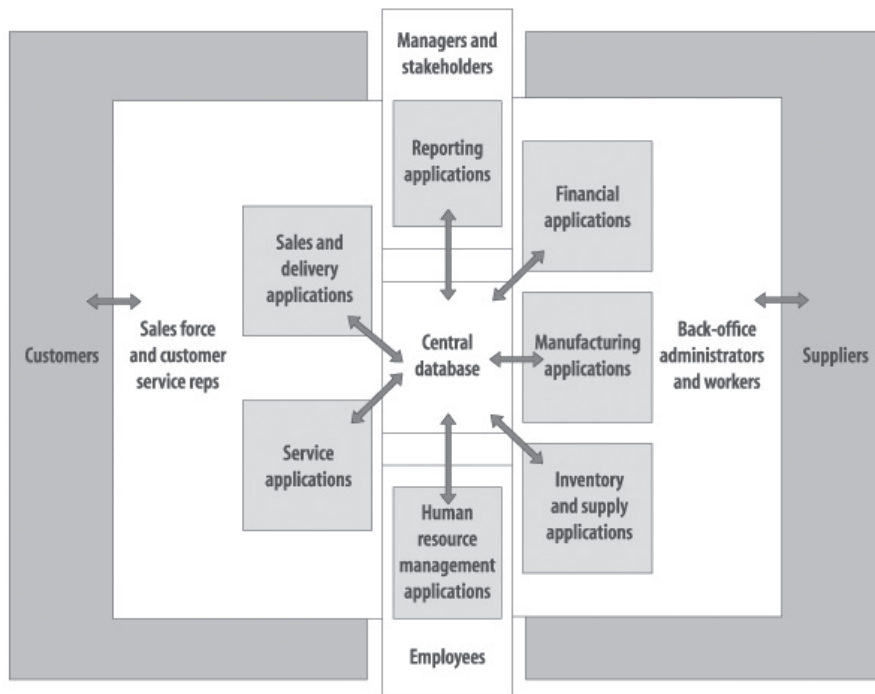 Managers and
stakeholders
Reporting
applications
Financial
applications
Sales and
delivery
applications
Customers
Sales force
and customer
service reps
Central
database
Manufacturing
applications
Back-office
administrators
and workers
Suppliers
Service
applications
Inventory
and supply
applications
Human
resource
management
applications
Employees